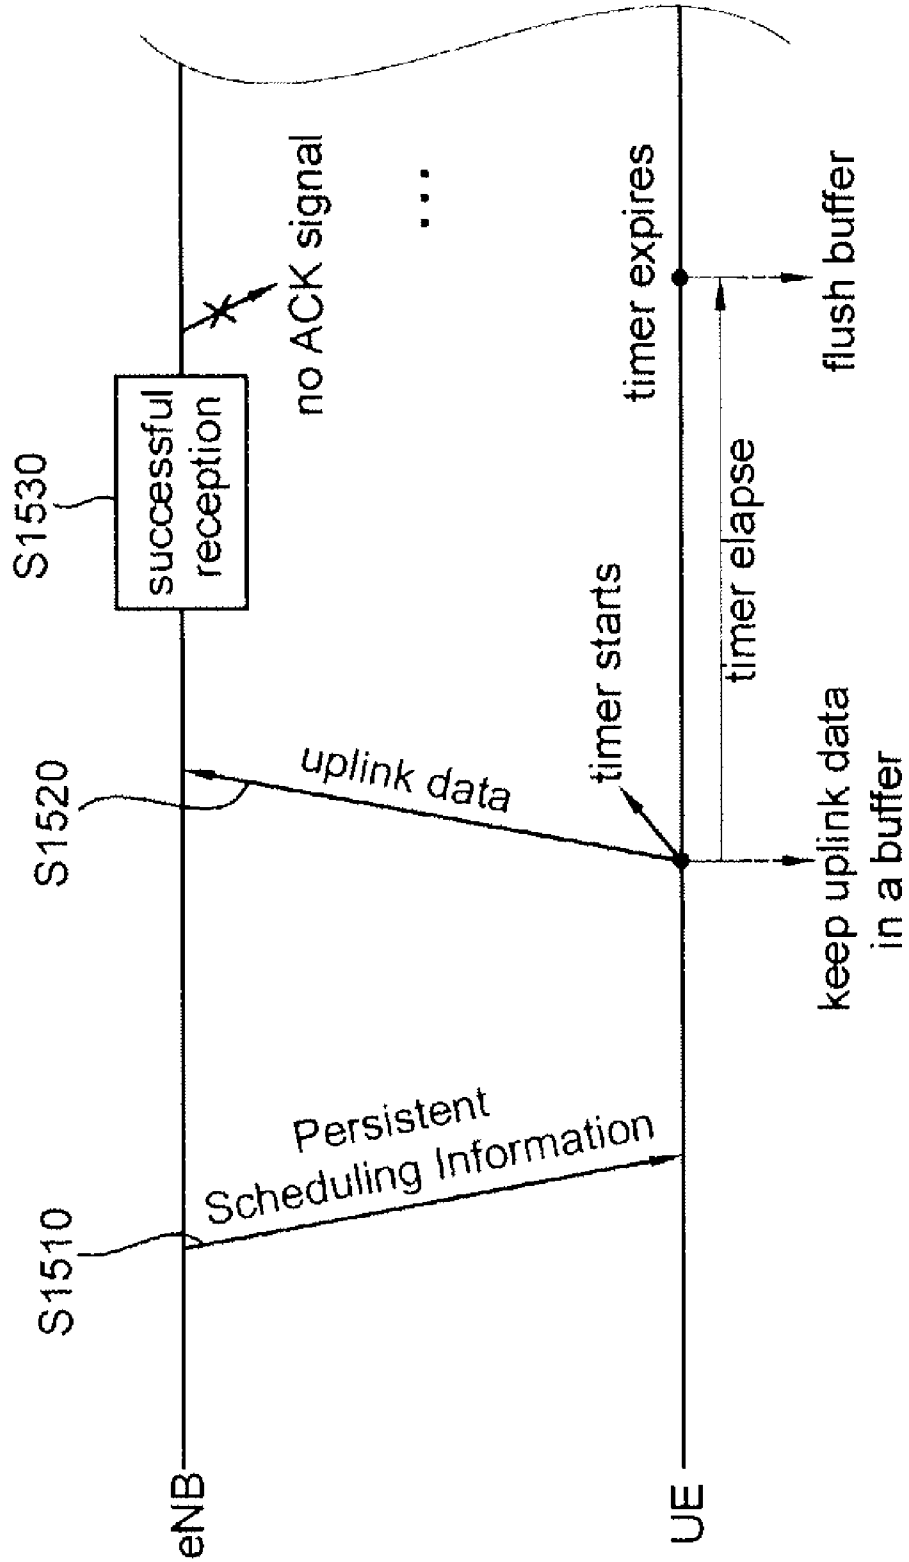 S1510
S1520
S1530
eNB
Persistent
Scheduling Information
uplink data
successful
reception
no ACK signal
...
UE
timer starts
timer expires
timer elapse
keep uplink data
in a buffer
flush buffer